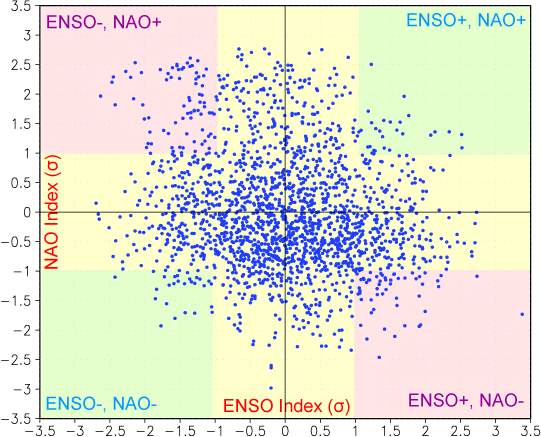 3.5
ENSO-, NAO+
ENSO+, NAO+
3
2.5
2
1.5
1
0.5
0
−0.5
−1
−1.5
−2
−2.5
−3
−3.5
NAO Index (σ)
ENSO-, NAO-
ENSO Index (σ)
ENSO+, NAO-
−3.5 −3 −2.5 −2 −1.5 −1 −0.5 0 0.5 1 1.5 2 2.5 3 3.5